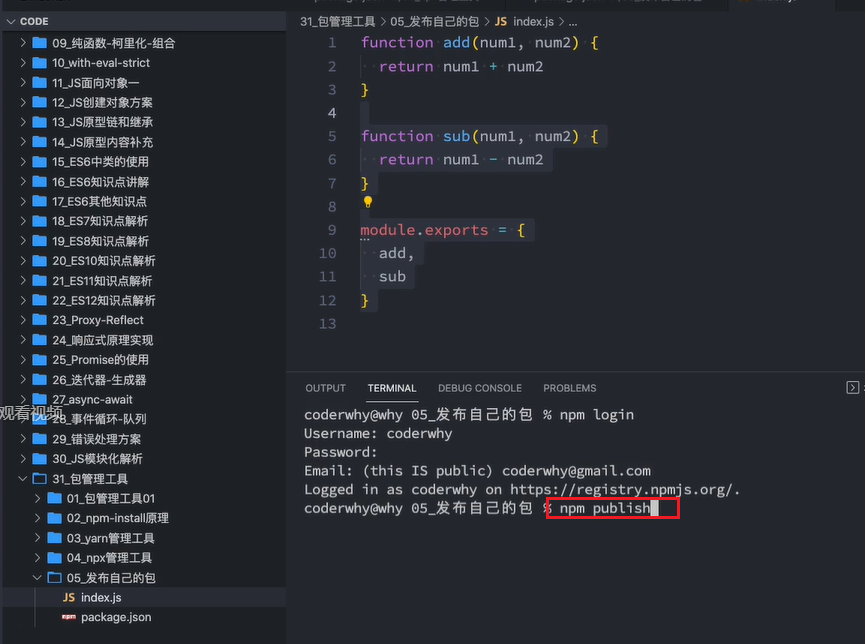 CODE
09_纯函数-柯里化-组合
10_with-eval-strict
11_JS面向对象一
12_JS创建对象方案
13_JS原型链和继承
14_JS原型内容补充
15_ES6中类的使用
16_ES6知识点讲解
17_ES6其他知识点
18_ES7知识点解析
19_ES8知识点解析
20_ES10知识点解析
21_ES11知识点解析
22_ES12知识点解析
23_Proxy-Reflect
24_响应式原理实现
25_Promise的使用
26_迭代器-生成器
27_async-await
观看视频
28_事件循环-队列
29_错误处理方案
30_JS模块化解析
31_包管理工具
01_包管理工具01
02_npm-install原理
03_yarn管理工具
04_npx管理工具
05_发布自己的包
JS index.js
npm package.json
31_包管理工具 > 05_发布自己的包 > JS index.js > ...
1 function add(num1, num2) {
2 return num1 + num2
3 }
4
5 function sub(num1, num2) {
6 return num1 - num2
7 }
8
9 module.exports = {
10 add,
11 sub
12 }
13
OUTPUT TERMINAL DEBUG CONSOLE PROBLEMS
coderwhy@why 05_发布自己的包 % npm login
Username: coderwhy
Password:
Email: (this IS public) coderwhy@gmail.com
Logged in as coderwhy on https://registry.npmjs.org/.
coderwhy@why 05_发布自己的包 % npm publish